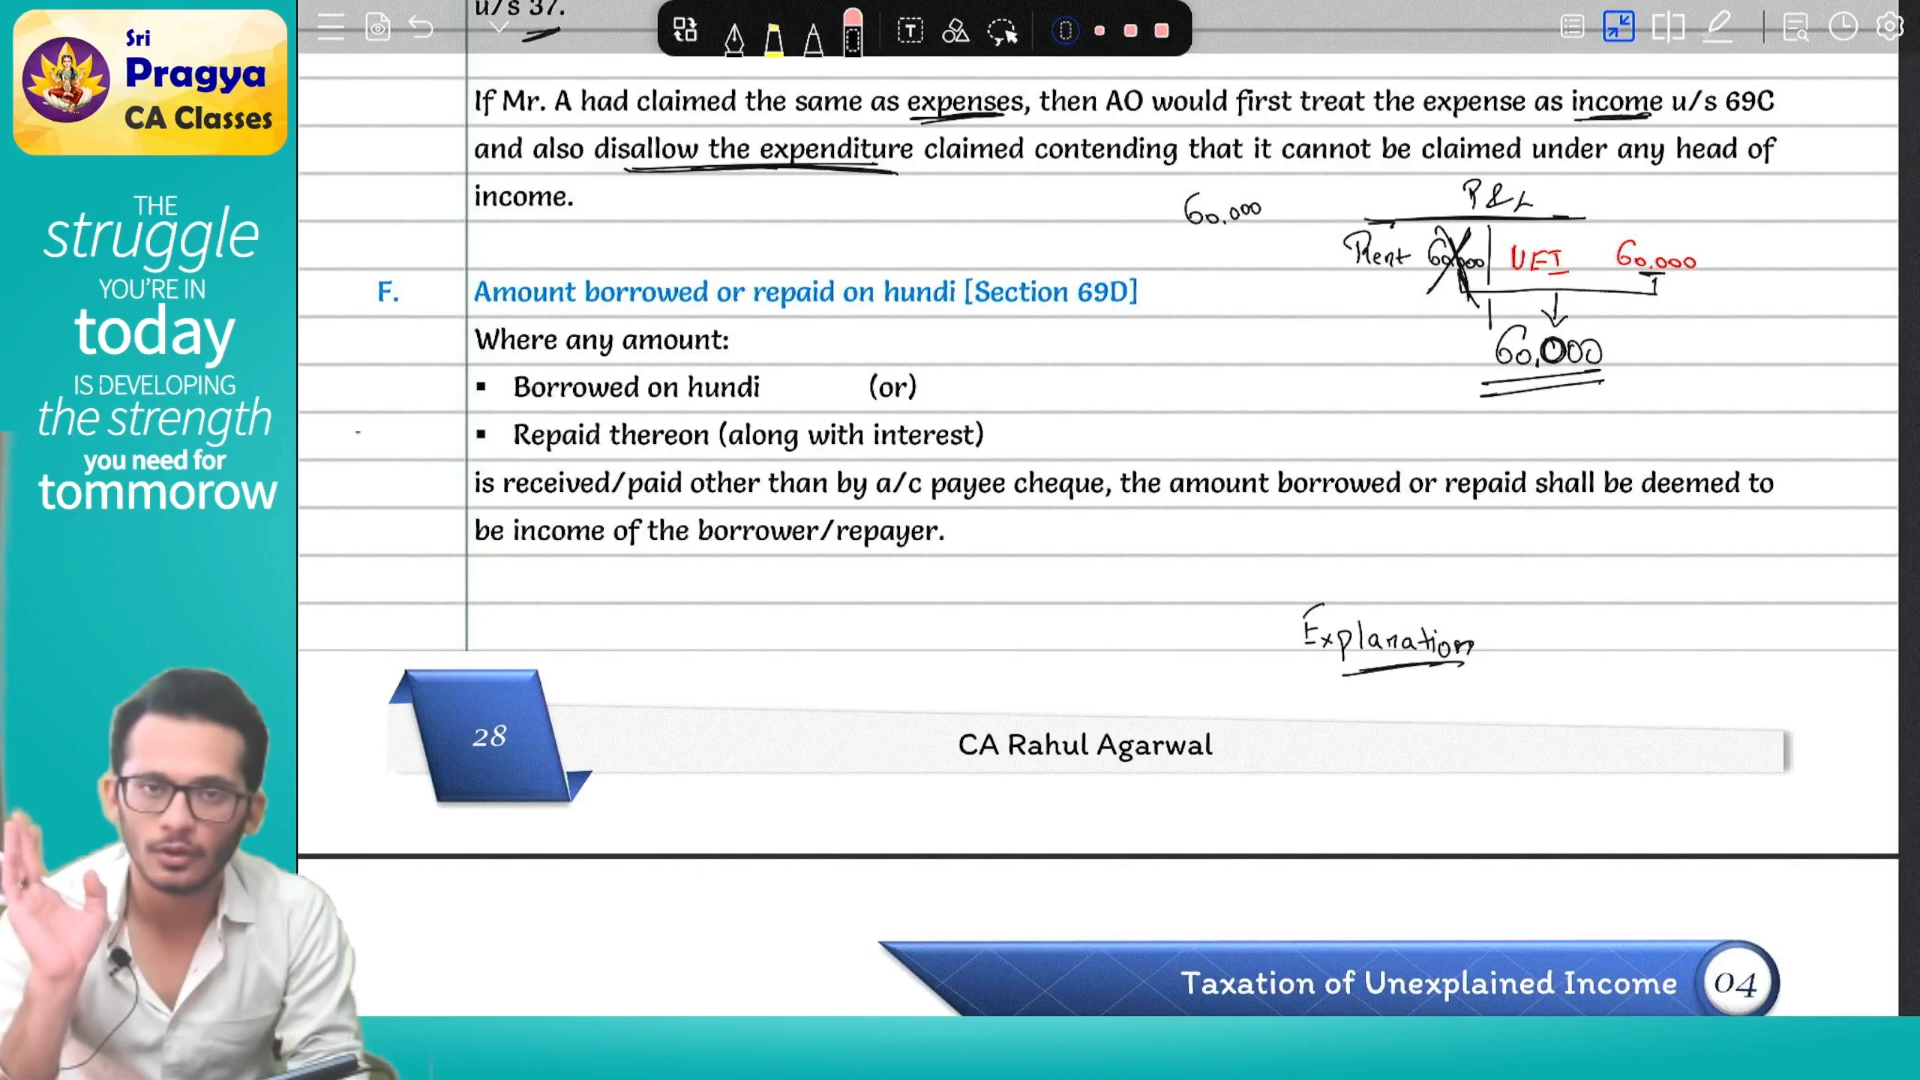 Sri
Pragya
CA Classes
THE
struggle
YOU'RE IN
today
IS DEVELOPING
the strength
you need for
tommorow
u/s 37.
If Mr. A had claimed the same as expenses, then AO would first treat the expense as income u/s 69C
and also disallow the expenditure claimed contending that it cannot be claimed under any head of
income.
60,000
P & L
Rent 60,000 UEI 60,000
60,000
F. Amount borrowed or repaid on hundi [Section 69D]
Where any amount:
▪ Borrowed on hundi (or)
▪ Repaid thereon (along with interest)
is received/paid other than by a/c payee cheque, the amount borrowed or repaid shall be deemed to
be income of the borrower/repayer.
Explanation
28
CA Rahul Agarwal
Taxation of Unexplained Income 04